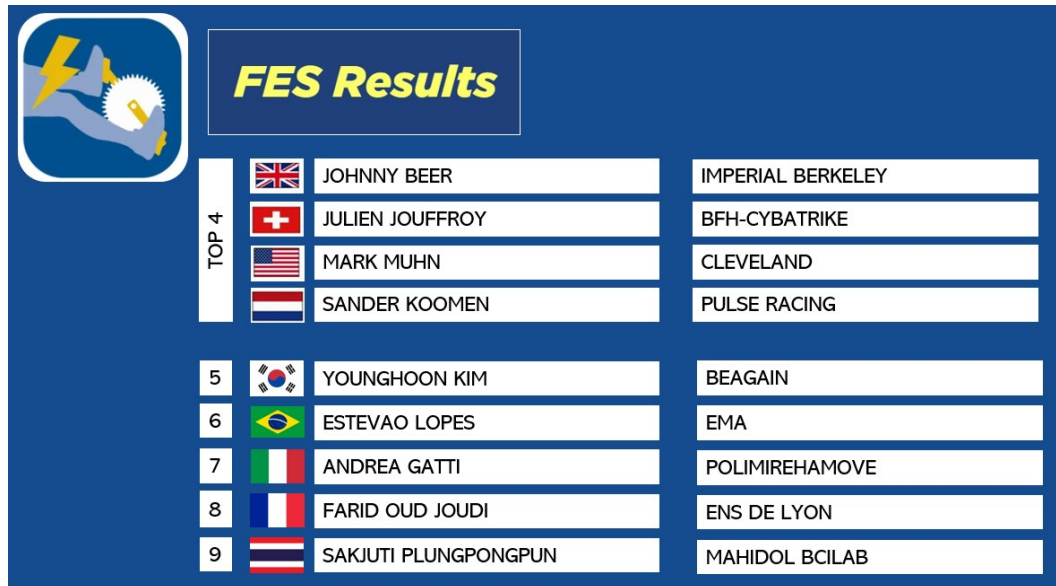 FES Results
TOP 4
JOHNNY BEER IMPERIAL BERKELEY
JULIEN JOUFFROY BFH-CYBATRIKE
MARK MUHN CLEVELAND
SANDER KOOMEN PULSE RACING
5 YOUNGHOON KIM BEAGAIN
6 ESTEVAO LOPES EMA
7 ANDREA GATTI POLIMIREHAMOVE
8 FARID OUD JOUDI ENS DE LYON
9 SAKJUTI PLUNGPONGPUN MAHIDOL BCILAB